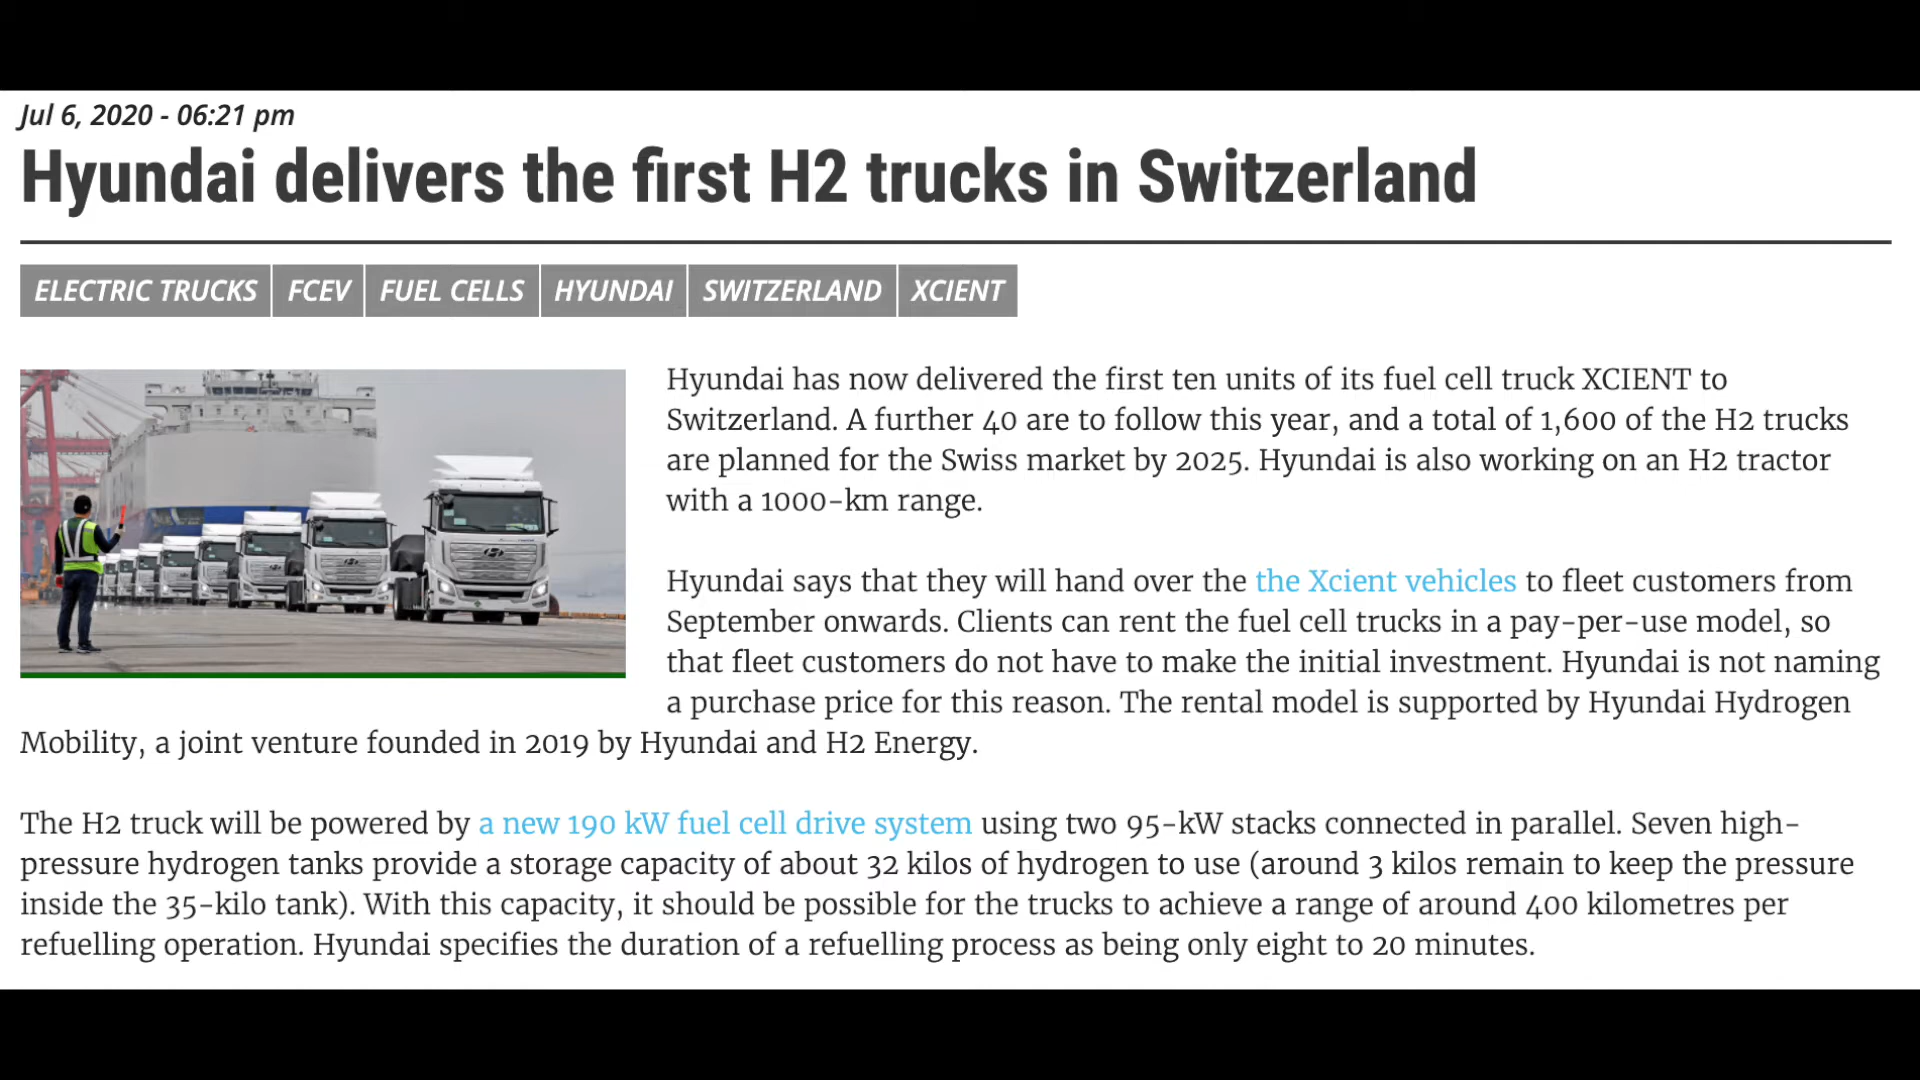 Jul 6, 2020 - 06:21 pm
Hyundai delivers the first H2 trucks in Switzerland
ELECTRIC TRUCKS FCEV FUEL CELLS HYUNDAI SWITZERLAND XCIENT
Hyundai has now delivered the first ten units of its fuel cell truck XCIENT to
Switzerland. A further 40 are to follow this year, and a total of 1,600 of the H2 trucks
are planned for the Swiss market by 2025. Hyundai is also working on an H2 tractor
with a 1000-km range.
Hyundai says that they will hand over the the Xcient vehicles to fleet customers from
September onwards. Clients can rent the fuel cell trucks in a pay-per-use model, so
that fleet customers do not have to make the initial investment. Hyundai is not naming
a purchase price for this reason. The rental model is supported by Hyundai Hydrogen
Mobility, a joint venture founded in 2019 by Hyundai and H2 Energy.
The H2 truck will be powered by a new 190 kW fuel cell drive system using two 95-kW stacks connected in parallel. Seven high-
pressure hydrogen tanks provide a storage capacity of about 32 kilos of hydrogen to use (around 3 kilos remain to keep the pressure
inside the 35-kilo tank). With this capacity, it should be possible for the trucks to achieve a range of around 400 kilometres per
refuelling operation. Hyundai specifies the duration of a refuelling process as being only eight to 20 minutes.